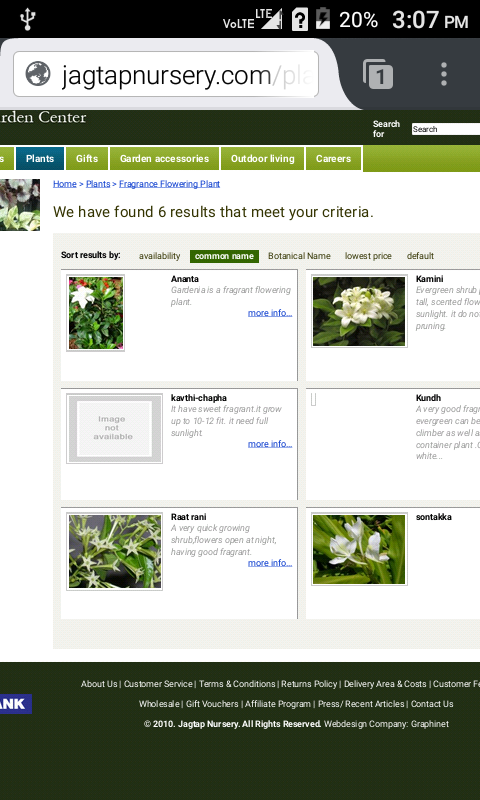 VoLTE LTE 20% 3:07 PM
jagtapnursery.com/pla
1
rden Center
Search for Search
s Plants Gifts Garden accessories Outdoor living Careers
Home > Plants > Fragrance Flowering Plant
We have found 6 results that meet your criteria.
Sort results by: availability common name Botanical Name lowest price default
Ananta
Gardenia is a fragrant flowering
plant.
more info...
Kamini
Evergreen shrub
tall, scented flow
sunlight. it do no
pruning.
Image
not
available
kavthi-chapha
It have sweet fragrant.it grow
up to 10-12 fit. it need full
sunlight.
more info...
Kundh
A very good fragr
evergreen can be
climber as well a
container plant .
white...
Raat rani
A very quick growing
shrub,flowers open at night,
having good fragrant.
more info...
sontakka
About Us | Customer Service | Terms & Conditions | Returns Policy | Delivery Area & Costs | Customer Fe
ANK
Wholesale | Gift Vouchers | Affiliate Program | Press/ Recent Articles | Contact Us
© 2010. Jagtap Nursery. All Rights Reserved. Webdesign Company: Graphinet